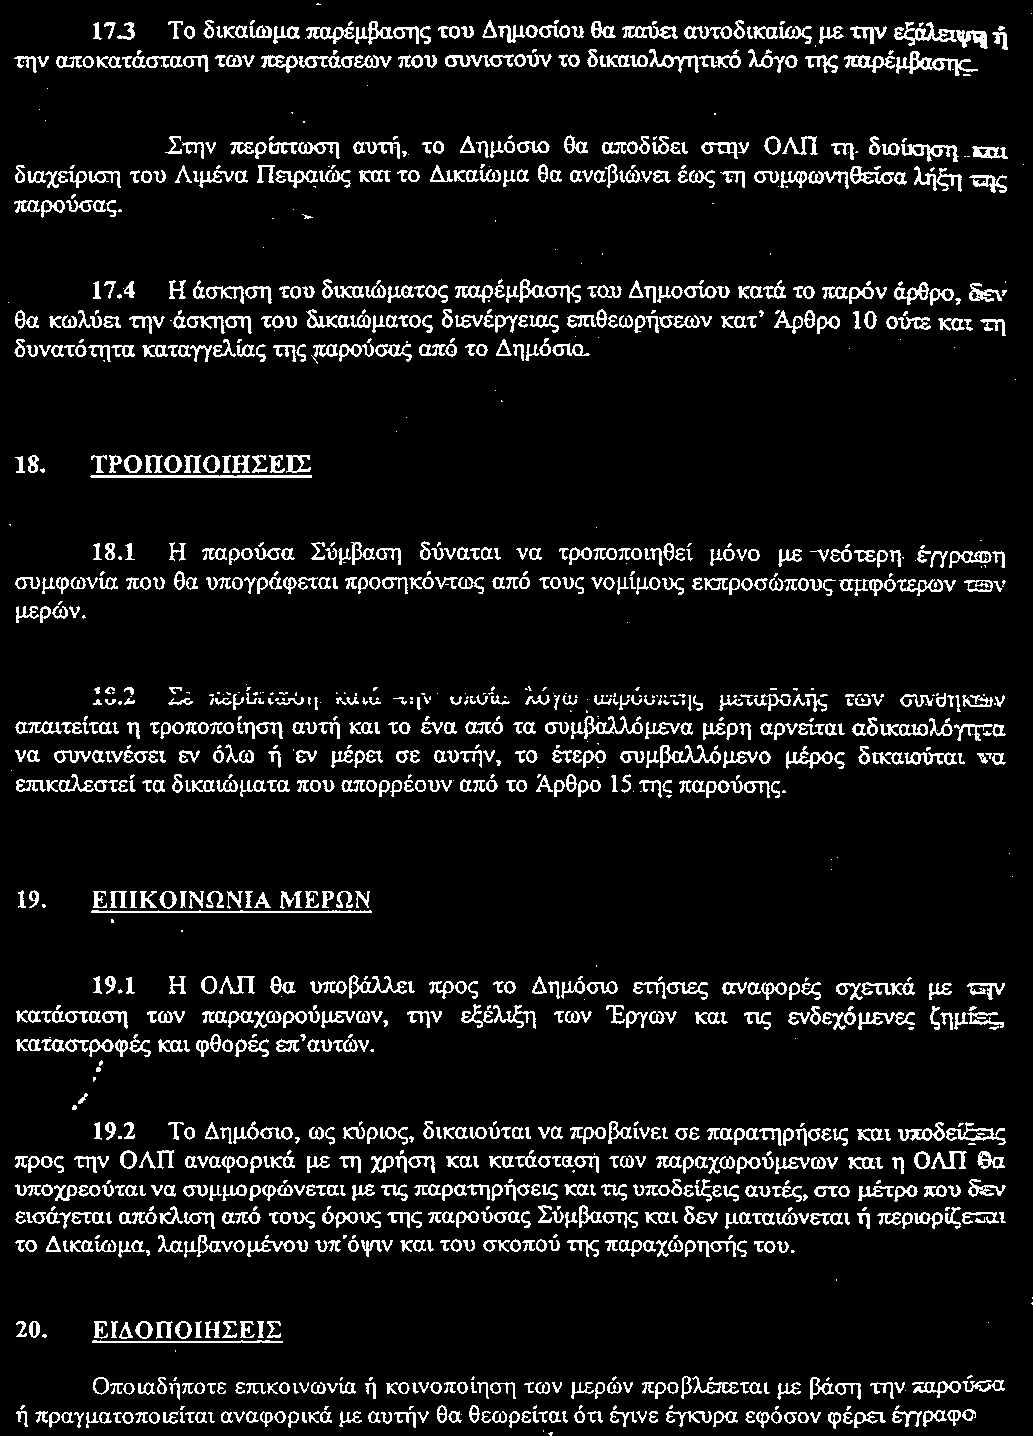 17.3 Το δικαίωμα παρέμβασης του Δημοσίου θα παύει αυτοδικαίως με την εξάλειψη ή
την αποκατάσταση των περιστάσεων που συνιστούν το δικαιολογητικό λόγο της παρέμβασης.
Στην περίπτωση αυτή, το Δημόσιο θα αποδίδει στην ΟΛΠ τη διοίκηση και
διαχείριση του Λιμένα Πειραιώς και το Δικαίωμα θα αναβιώνει έως τη συμφωνηθείσα λήξη της
παρούσας.
17.4 Η άσκηση του δικαιώματος παρέμβασης του Δημοσίου κατά το παρόν άρθρο, δεν
θα κωλύει την άσκηση του δικαιώματος διενέργειας επιθεωρήσεων κατ’ Άρθρο 10 ούτε και τη
δυνατότητα καταγγελίας της παρούσας από το Δημόσιο.
18. ΤΡΟΠΟΠΟΙΗΣΕΙΣ
18.1 Η παρούσα Σύμβαση δύναται να τροποποιηθεί μόνο με νεότερη έγγραφη
συμφωνία που θα υπογράφεται προσηκόντως από τους νομίμους εκπροσώπους αμφότερων των
μερών.
18.2 Σε περίπτωση κατά την οποία λόγω απρόοπτης μεταβολής των συνθηκών
απαιτείται η τροποποίηση αυτή και το ένα από τα συμβαλλόμενα μέρη αρνείται αδικαιολόγητα
να συναινέσει εν όλω ή εν μέρει σε αυτήν, το έτερο συμβαλλόμενο μέρος δικαιούται να
επικαλεστεί τα δικαιώματα που απορρέουν από το Άρθρο 15 της παρούσης.
19. ΕΠΙΚΟΙΝΩΝΙΑ ΜΕΡΩΝ
19.1 Η ΟΛΠ θα υποβάλλει προς το Δημόσιο ετήσιες αναφορές σχετικά με την
κατάσταση των παραχωρούμενων, την εξέλιξη των Έργων και τις ενδεχόμενες ζημίες,
καταστροφές και φθορές επ’αυτών.
19.2 Το Δημόσιο, ως κύριος, δικαιούται να προβαίνει σε παρατηρήσεις και υποδείξεις
προς την ΟΛΠ αναφορικά με τη χρήση και κατάσταση των παραχωρούμενων και η ΟΛΠ θα
υποχρεούται να συμμορφώνεται με τις παρατηρήσεις και τις υποδείξεις αυτές, στο μέτρο που δεν
εισάγεται απόκλιση από τους όρους της παρούσας Σύμβασης και δεν ματαιώνεται ή περιορίζεται
το Δικαίωμα, λαμβανομένου υπ’όψιν και του σκοπού της παραχώρησής του.
20. ΕΙΔΟΠΟΙΗΣΕΙΣ
Οποιαδήποτε επικοινωνία ή κοινοποίηση των μερών προβλέπεται με βάση την παρούσα
ή πραγματοποιείται αναφορικά με αυτήν θα θεωρείται ότι έγινε έγκυρα εφόσον φέρει έγγραφο